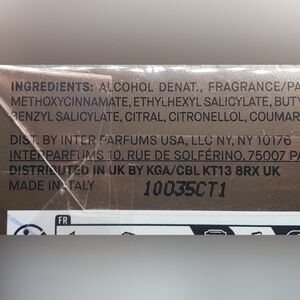 INGREDIENTS: ALCOHOL DENAT., FRAGRANCE/PA
METHOXYCINNAMATE, ETHYLHEXYL SALICYLATE, BUT
BENZYL SALICYLATE, CITRAL, CITRONELLOL, COUMAR
DIST. BY INTER PARFUMS USA, LLC NY, NY 10176
INTERPARFUMS 10, RUE DE SOLFÉRINO, 75007 PA
DISTRIBUTED IN UK BY KGA/CBL KT13 8RX UK
MADE IN ITALY 10035CT1
FR